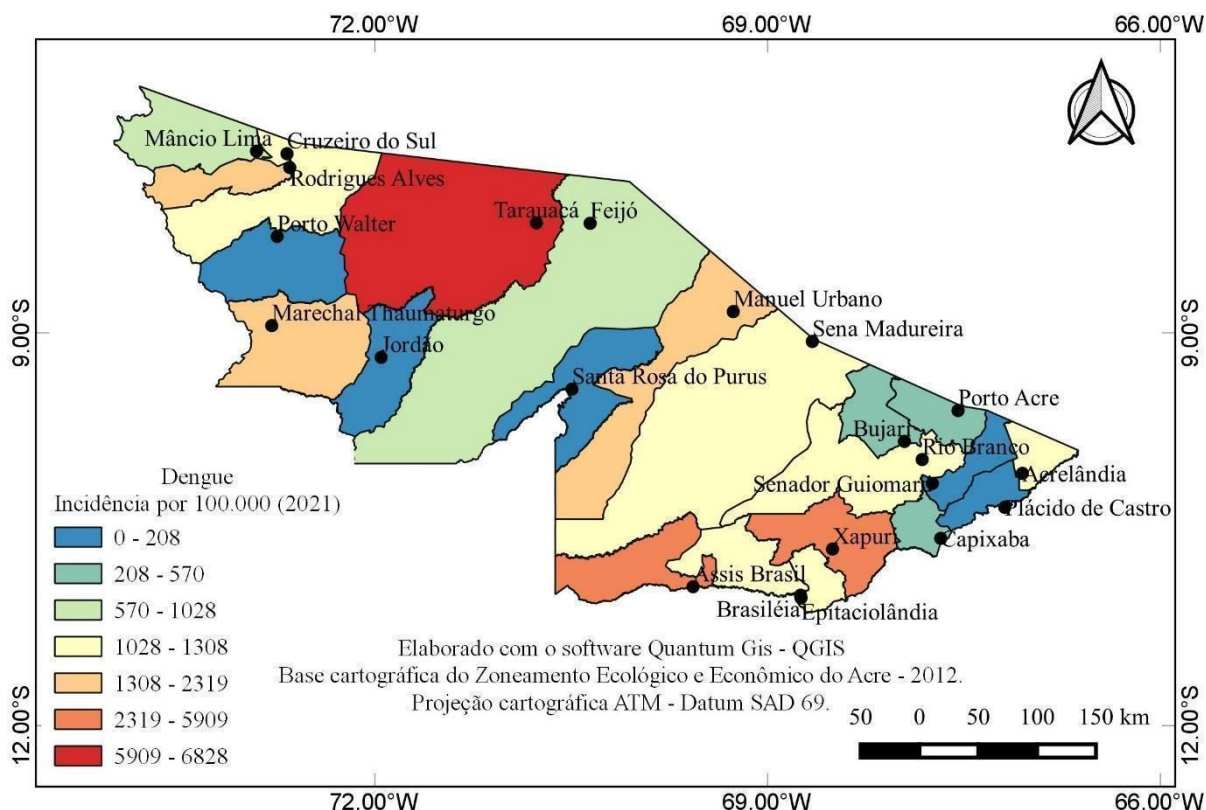 72.00°W 69.00°W 66.00°W
Mâncio Lima
Cruzeiro do Sul
Rodrigues Alves
Porto Walter
Tarauacá
Feijó
Manuel Urbano
Marechal Thaumaturgo
Sena Madureira
9.00°S
9.00°S
Jordão
Santa Rosa do Purus
Porto Acre
Bujari
Rio Branco
Senador Guiomard
Acrelândia
Plácido de Castro
Xapuri
Capixaba
Assis Brasil
Brasiléia
Epitaciolândia
Dengue
Incidência por 100.000 (2021)
0 - 208
208 - 570
570 - 1028
1028 - 1308
1308 - 2319
2319 - 5909
5909 - 6828
Elaborado com o software Quantum Gis - QGIS
Base cartográfica do Zoneamento Ecológico e Econômico do Acre - 2012.
Projeção cartográfica ATM - Datum SAD 69.
50 0 50 100 150 km
12.00°S
12.00°S
72.00°W 69.00°W 66.00°W